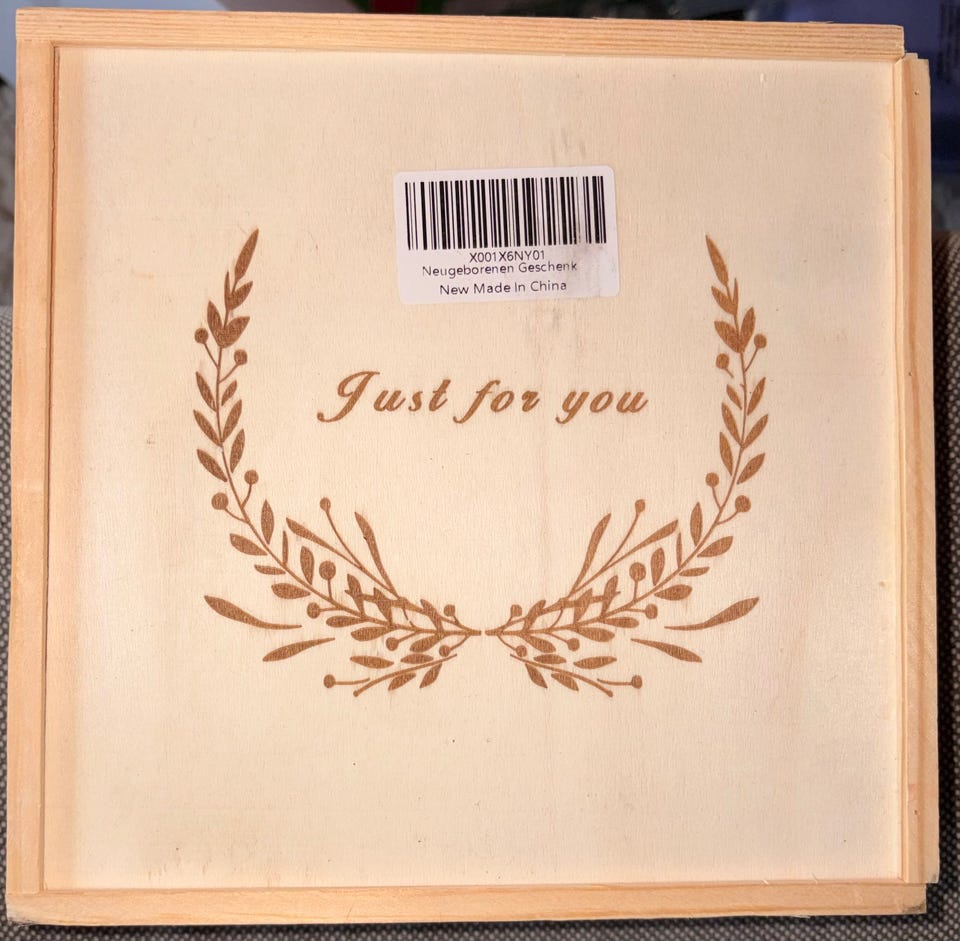 X001X6NY01
Neugeborenen Geschenk
New Made In China
Just for you